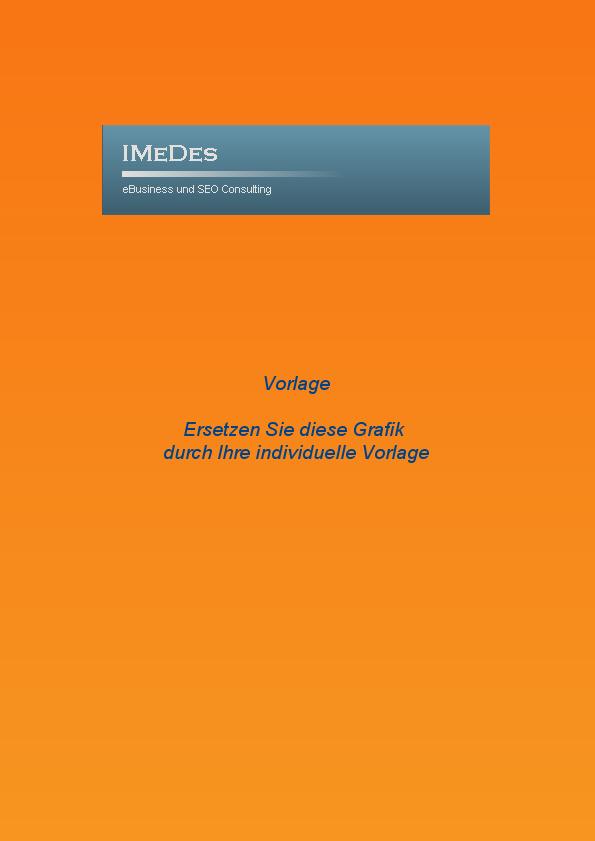 IMeDes
eBusiness und SEO Consulting
Vorlage
Ersetzen Sie diese Grafik
durch Ihre individuelle Vorlage